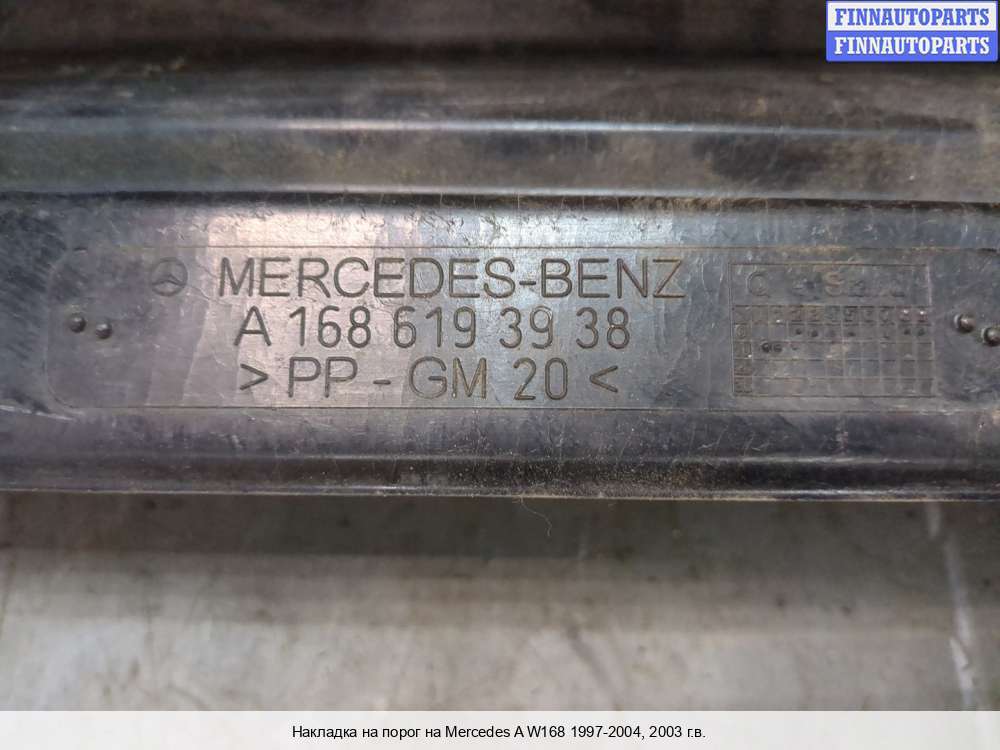 FINNAUTOPARTS
FINNAUTOPARTS
MERCEDES-BENZ
A 168 619 39 38
> PP - GM 20 <
Накладка на порог на Mercedes A W168 1997-2004, 2003 г.в.